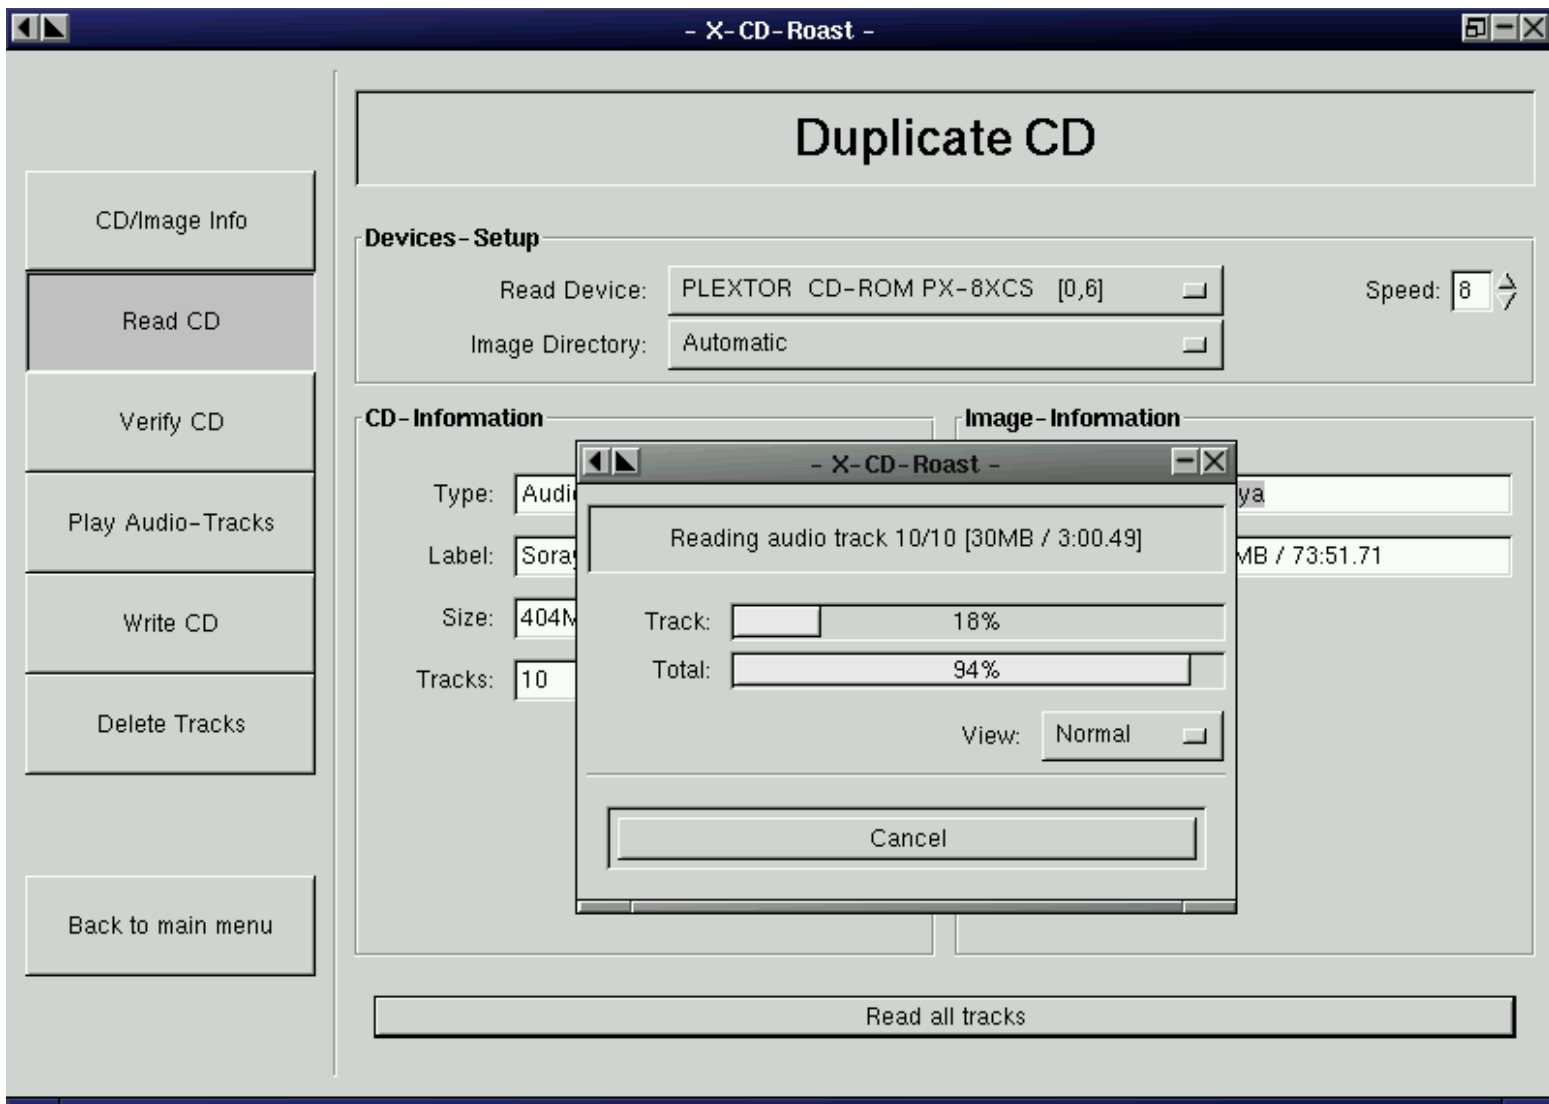 - X-CD-Roast -
Duplicate CD
CD/Image Info
Read CD
Verify CD
Play Audio-Tracks
Write CD
Delete Tracks
Back to main menu
Devices-Setup
Read Device: PLEXTOR CD-ROM PX-8XCS [0,6] Speed: 8
Image Directory: Automatic
CD-Information
Type:
Label:
Size:
Tracks: 10
Image-Information
/ 73:51.71
- X-CD-Roast -
Reading audio track 10/10 [30MB / 3:00.49]
Track: 18%
Total: 94%
View: Normal
Cancel
Read all tracks